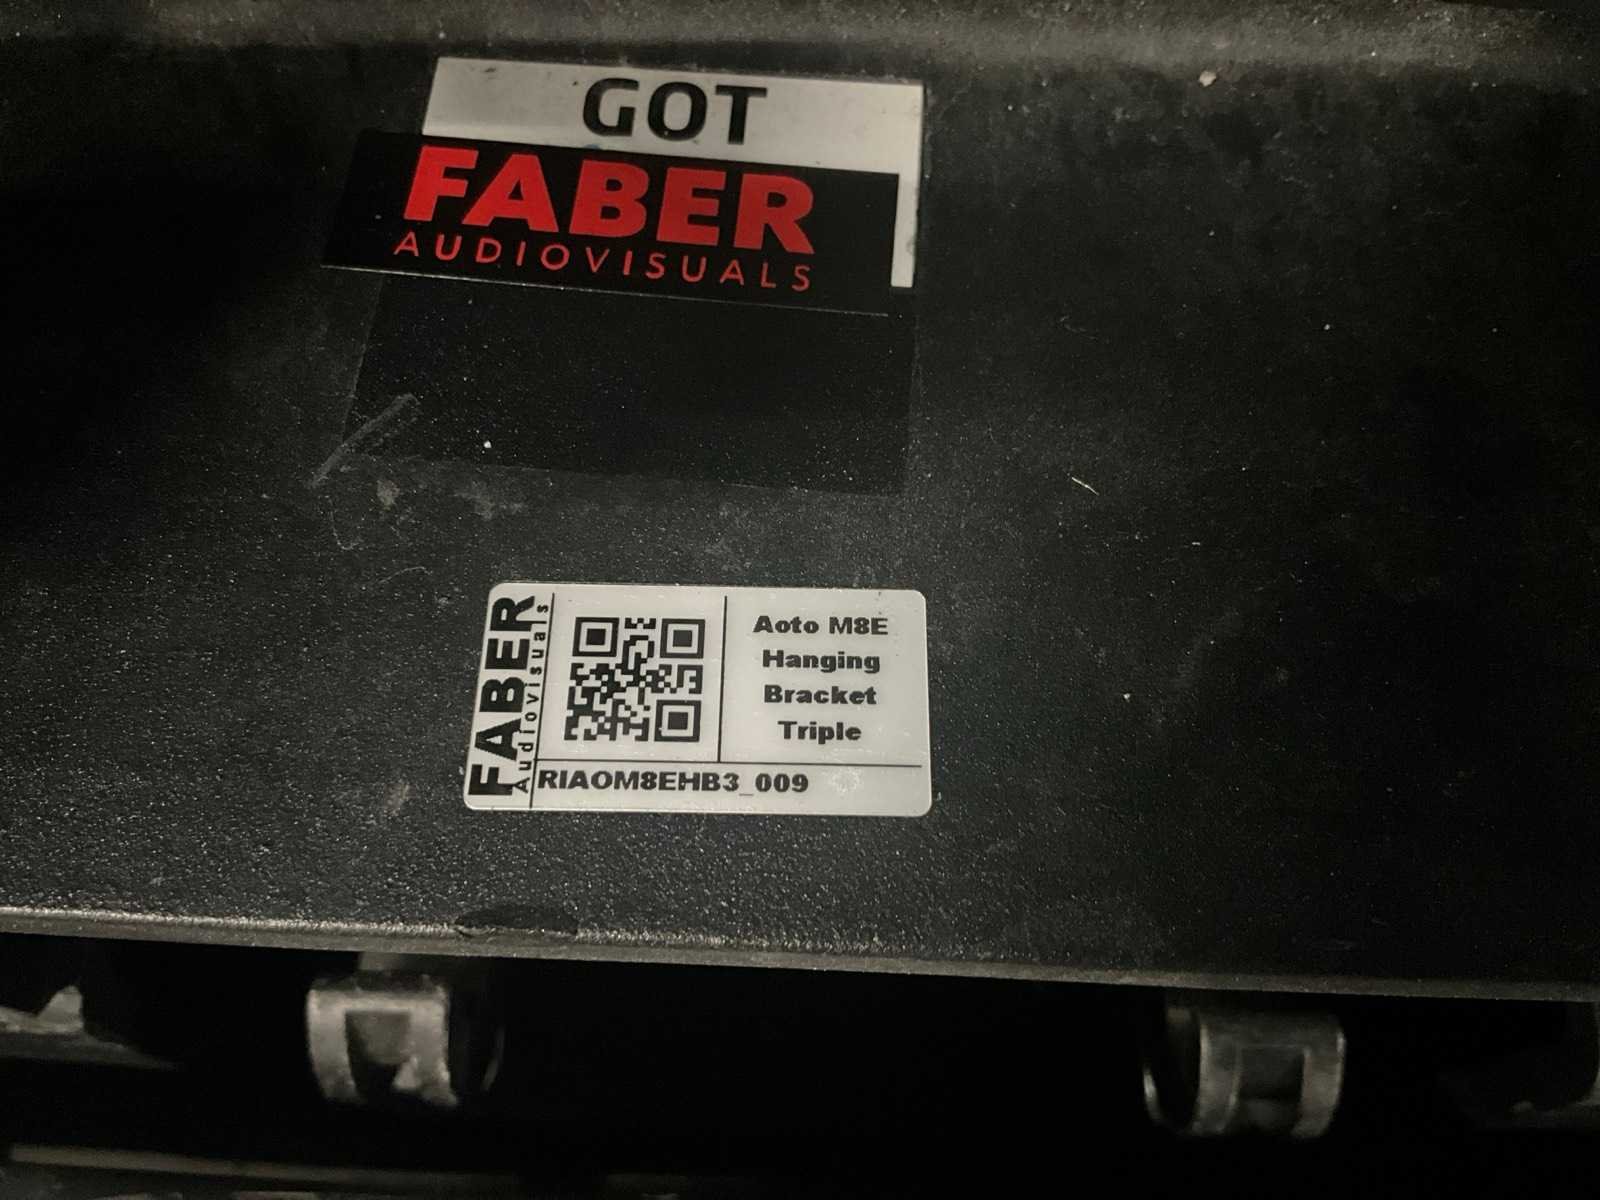 GOT
FABER
AUDIOVISUALS
FABER
Audiovisuals
Aoto M8E
Hanging
Bracket
Triple
RIAOM8EHB3_009